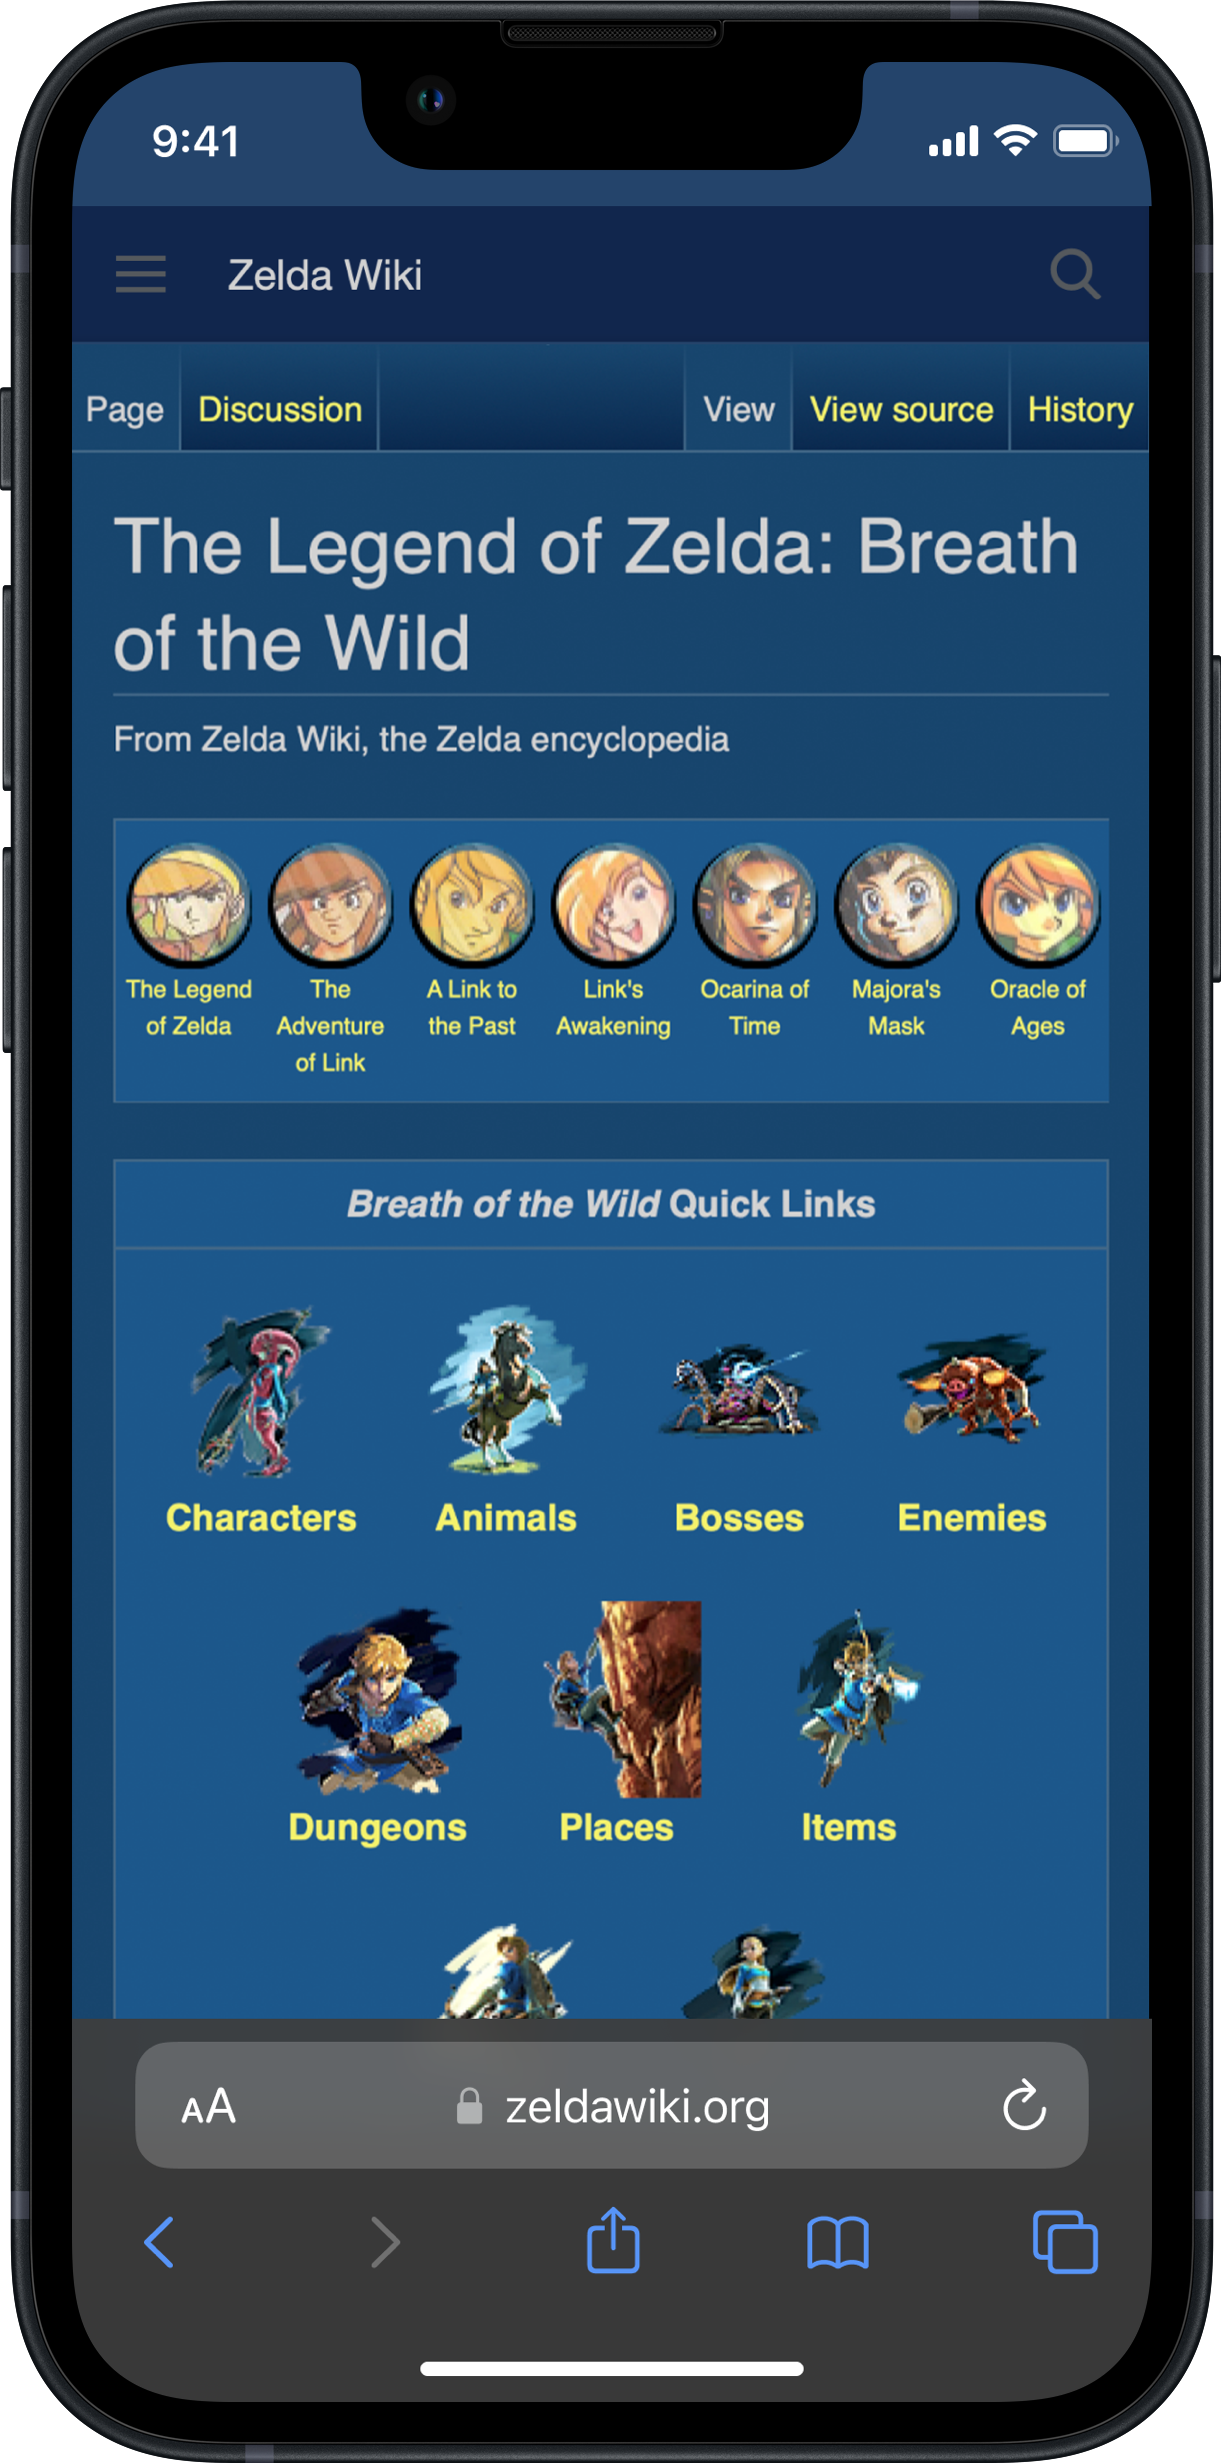 9:41
Zelda Wiki
Page Discussion View View source History
The Legend of Zelda: Breath
of the Wild
From Zelda Wiki, the Zelda encyclopedia
The Legend
of Zelda
The
Adventure
of Link
A Link to
the Past
Link's
Awakening
Ocarina of
Time
Majora's
Mask
Oracle of
Ages
Breath of the Wild Quick Links
Characters Animals Bosses Enemies
Dungeons Places Items
AA zeldawiki.org